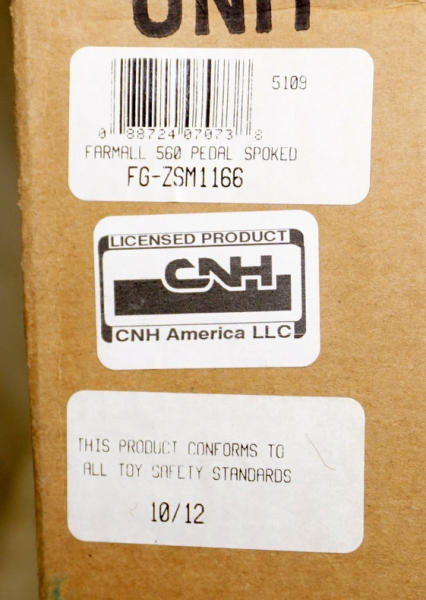 UNIT
5109
0 88724 07073 8
FARMALL 560 PEDAL SPOKED
FG-ZSM1166
LICENSED PRODUCT
CNH
CNH America LLC
THIS PRODUCT CONFORMS TO
ALL TOY SAFETY STANDARDS
10/12